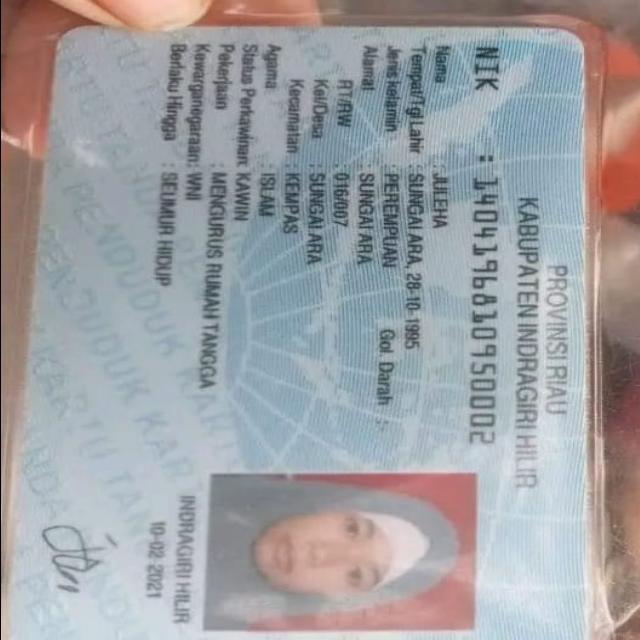 PROVINSI RIAU
KABUPATEN INDRAGIRI HILIR
NIK : 1404196810950002
Nama : JULEHA
Tempat/Tgl Lahir : SUNGAI ARA, 28-10-1995
Jenis kelamin : PEREMPUAN Gol. Darah :
Alamat : SUNGAI ARA
RT/RW : 016/007
Kel/Desa : SUNGAI ARA
Kecamatan : KEMPAS
Agama : ISLAM
Status Perkawinan: KAWIN
Pekerjaan : MENGURUS RUMAH TANGGA
Kewarganegaraan: WNI
Berlaku Hingga : SEUMUR HIDUP
INDRAGIRI HILIR
10-02-2021